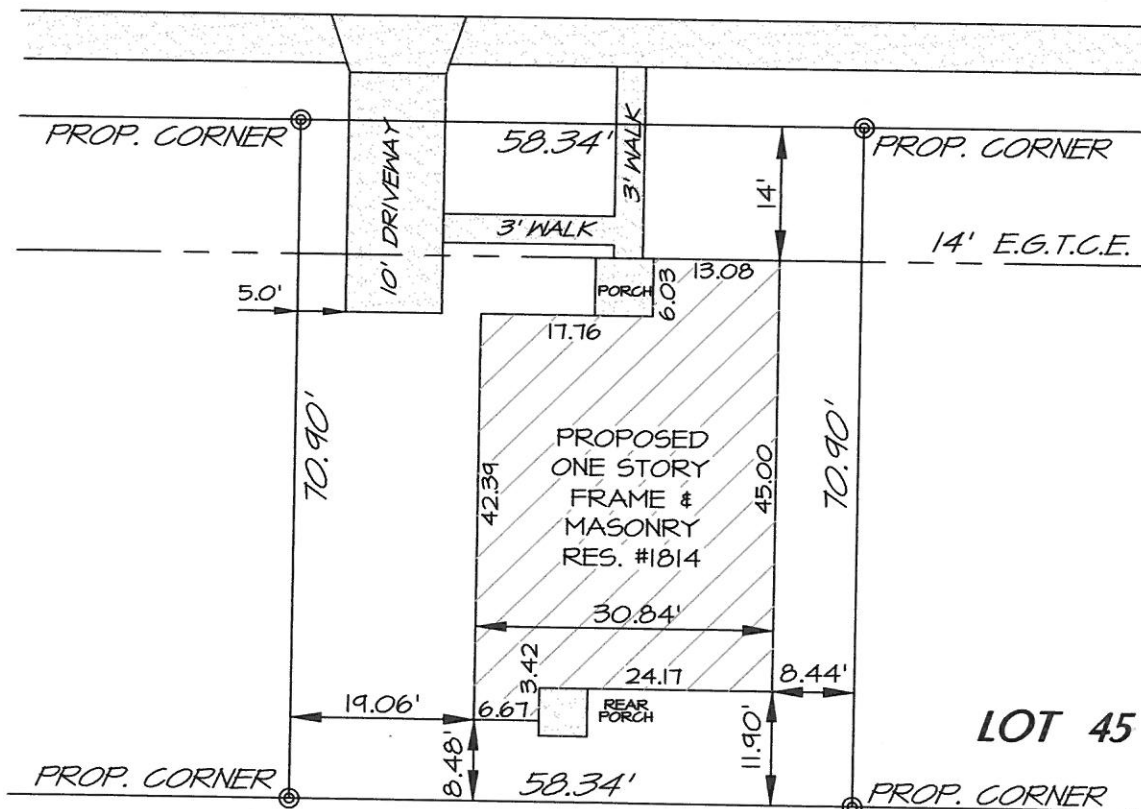 PROP. CORNER
58.34'
PROP. CORNER
10' DRIVEWAY
3' WALK
14'
3' WALK
14' E.G.T.C.E.
5.0'
PORCH
6.03
13.08
17.76
70.90'
42.39
PROPOSED
ONE STORY
FRAME &
MASONRY
RES. #1814
45.00
70.90'
30.84'
3.42
24.17
8.44'
19.06'
6.67
REAR
PORCH
LOT 45
8.48'
11.90'
PROP. CORNER
58.34'
PROP. CORNER